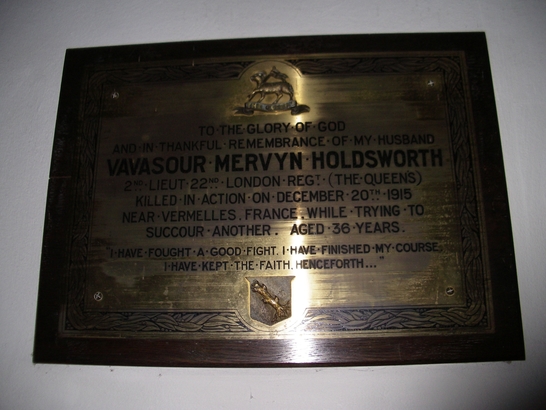 TO·THE·GLORY·OF·GOD
AND·IN·THANKFUL·REMEMBRANCE·OF·MY·HUSBAND
VAVASOUR·MERVYN·HOLDSWORTH
2ND·LIEUT·22ND·LONDON·REGT·(THE·QUEENS)
KILLED·IN·ACTION·ON·DECEMBER·20TH·1915
NEAR·VERMELLES, FRANCE, WHILE·TRYING·TO
SUCCOUR·ANOTHER. AGED·36·YEARS.
"I·HAVE·FOUGHT·A·GOOD·FIGHT. I·HAVE·FINISHED·MY·COURSE.
I·HAVE·KEPT·THE·FAITH. HENCEFORTH..."